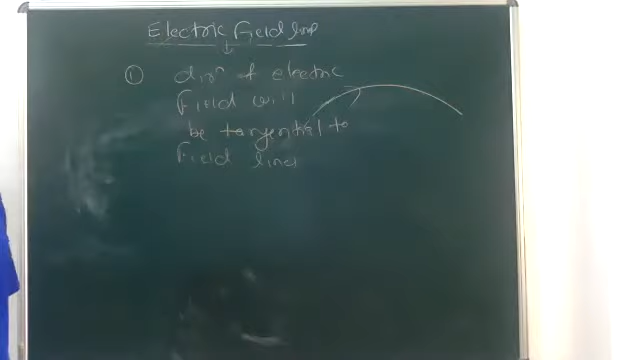 Electric Field line
① dirⁿ of electric
Field will
be tangential to
Field lines